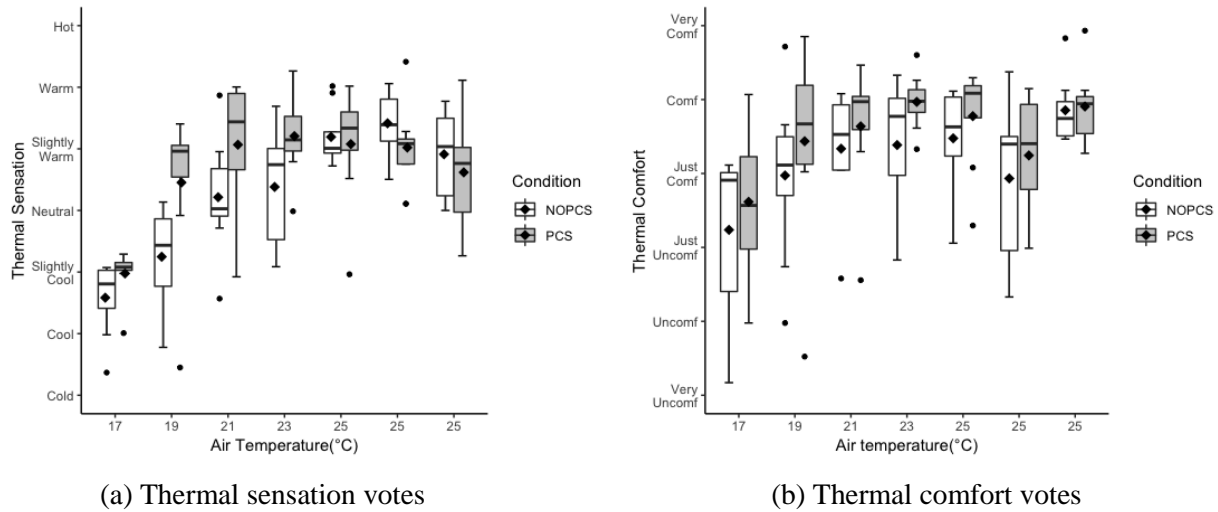 Hot
Warm
Slightly
Warm
Neutral
Slightly
Cool
Cool
Cold
Thermal Sensation
17 19 21 23 25 25 25
Air Temperature(°C)
Condition
NOPCS
PCS
(a) Thermal sensation votes
Very
Comf
Comf
Just
Comf
Just
Uncomf
Uncomf
Very
Uncomf
Thermal Comfort
17 19 21 23 25 25 25
Air temperature(°C)
Condition
NOPCS
PCS
(b) Thermal comfort votes